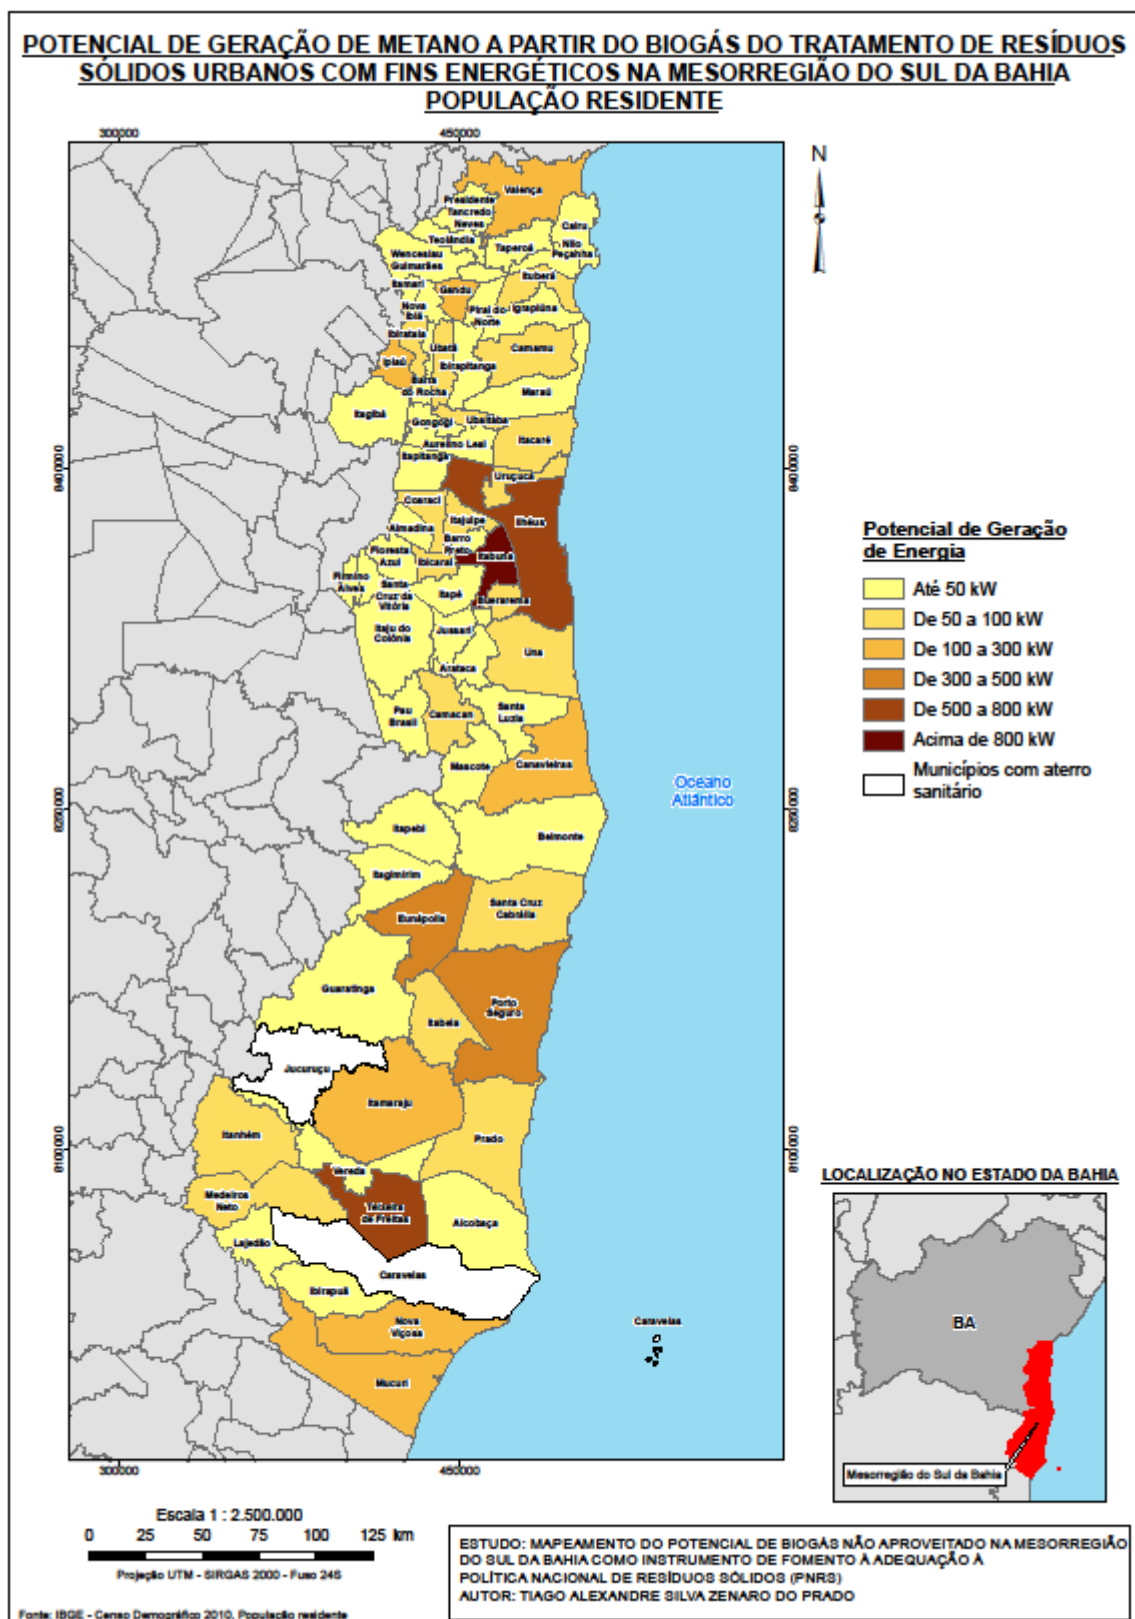 POTENCIAL DE GERAÇÃO DE METANO A PARTIR DO BIOGÁS DO TRATAMENTO DE RESÍDUOS
SÓLIDOS URBANOS COM FINS ENERGÉTICOS NA MESORREGIÃO DO SUL DA BAHIA
POPULAÇÃO RESIDENTE
300000
450000
N
Valença
Presidente
Tancredo
Neves
Cairu
Teolândia
Nilo
Peçanha
Taperoá
Wenceslau
Guimarães
Ituberá
Itamari
Gandu
Nova
Ibiá
Piraí do
Norte
Igrapiúna
Ibirataia
Ubatã
Camamu
Ipiaú
Ibirapitanga
Barra
do Rocha
Maraú
Itagibá
Gongogi
Ubaitaba
Aurelino Leal
Itacaré
Itapitanga
8400000
8400000
Uruçuca
Coaraci
Itajuípe
Ilhéus
Almadina
Barro
Preto
Itabuna
Floresta
Azul
Ibicaraí
Firmino
Alves
Santa
Cruz da
Vitória
Itapé
Buerarema
Itaju do
Colônia
Jussari
Una
Arataca
Pau
Brasil
Camacan
Santa
Luzia
Mascote
Canavieiras
Oceano
Atlântico
8250000
8250000
Itapebi
Belmonte
Itagimirim
Eunápolis
Santa Cruz
Cabrália
Guaratinga
Porto
Seguro
Itabela
Jucuruçu
Itamaraju
Itanhém
Prado
8100000
8100000
Vereda
Medeiros
Neto
Teixeira
de Freitas
Alcobaça
Lajedão
Caravelas
Ibirapuã
Nova
Viçosa
Caravelas
Mucuri
300000
450000
Potencial de Geração
de Energia
Até 50 kW
De 50 a 100 kW
De 100 a 300 kW
De 300 a 500 kW
De 500 a 800 kW
Acima de 800 kW
Municípios com aterro
sanitário
LOCALIZAÇÃO NO ESTADO DA BAHIA
BA
Mesorregião do Sul da Bahia
Escala 1 : 2.500.000
0 25 50 75 100 125 km
Projeção UTM - SIRGAS 2000 - Fuso 24S
Fonte: IBGE - Censo Demográfico 2010. População residente
ESTUDO: MAPEAMENTO DO POTENCIAL DE BIOGÁS NÃO APROVEITADO NA MESORREGIÃO
DO SUL DA BAHIA COMO INSTRUMENTO DE FOMENTO À ADEQUAÇÃO À
POLÍTICA NACIONAL DE RESÍDUOS SÓLIDOS (PNRS)
AUTOR: TIAGO ALEXANDRE SILVA ZENARO DO PRADO